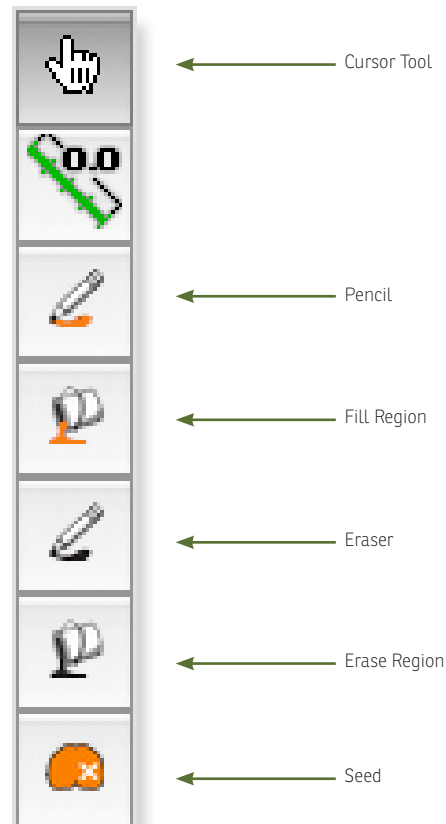 Cursor Tool
0.0
Pencil
Fill Region
Eraser
Erase Region
Seed